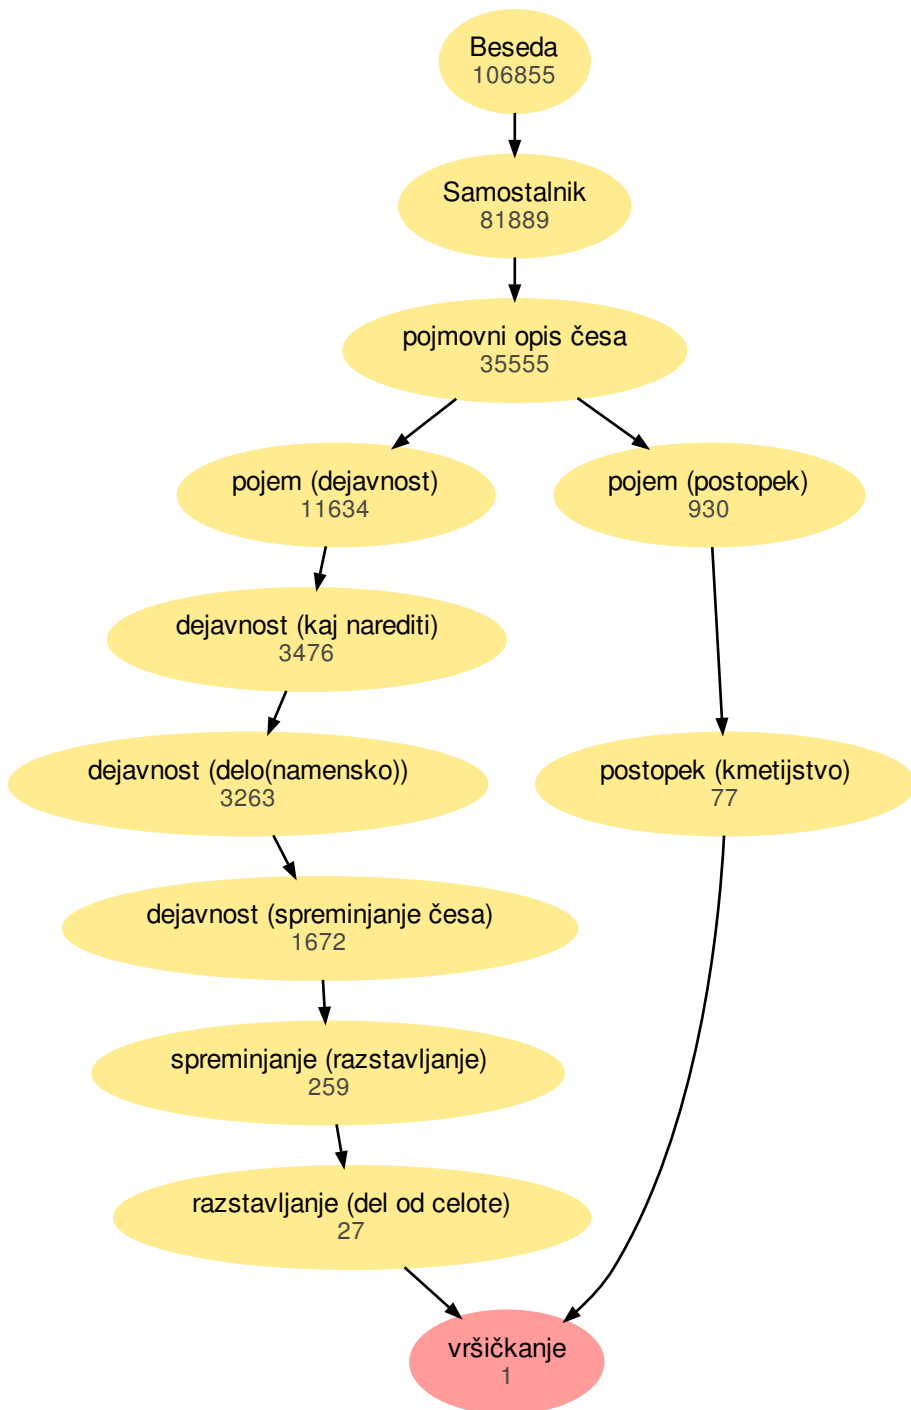 Beseda
106855
Samostalnik
81889
pojmovni opis česa
35555
pojem (dejavnost)
11634
pojem (postopek)
930
dejavnost (kaj narediti)
3476
dejavnost (delo(namensko))
3263
postopek (kmetijstvo)
77
dejavnost (spreminjanje česa)
1672
spreminjanje (razstavljanje)
259
razstavljanje (del od celote)
27
vršičkanje
1